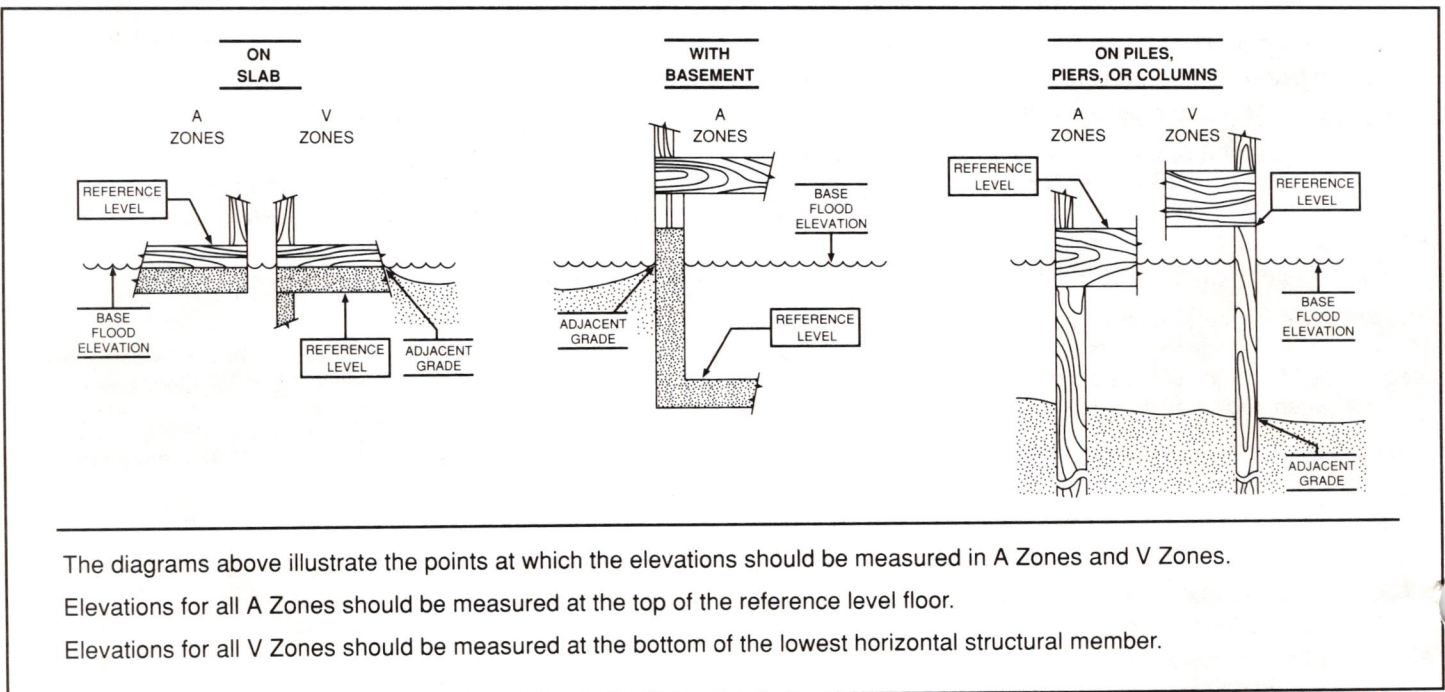 ON
SLAB
A
ZONES
V
ZONES
REFERENCE
LEVEL
BASE
FLOOD
ELEVATION
REFERENCE
LEVEL
ADJACENT
GRADE
WITH
BASEMENT
A
ZONES
BASE
FLOOD
ELEVATION
ADJACENT
GRADE
REFERENCE
LEVEL
ON PILES,
PIERS, OR COLUMNS
A
ZONES
V
ZONES
REFERENCE
LEVEL
REFERENCE
LEVEL
BASE
FLOOD
ELEVATION
ADJACENT
GRADE
The diagrams above illustrate the points at which the elevations should be measured in A Zones and V Zones.
Elevations for all A Zones should be measured at the top of the reference level floor.
Elevations for all V Zones should be measured at the bottom of the lowest horizontal structural member.